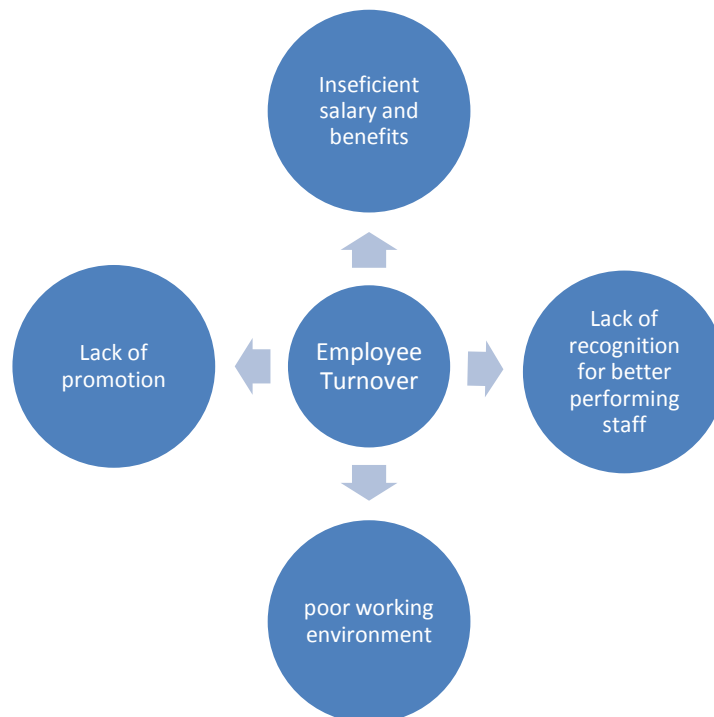 Inseficient
salary and
benefits
Lack of
promotion
Employee
Turnover
Lack of
recognition
for better
performing
staff
poor working
environment